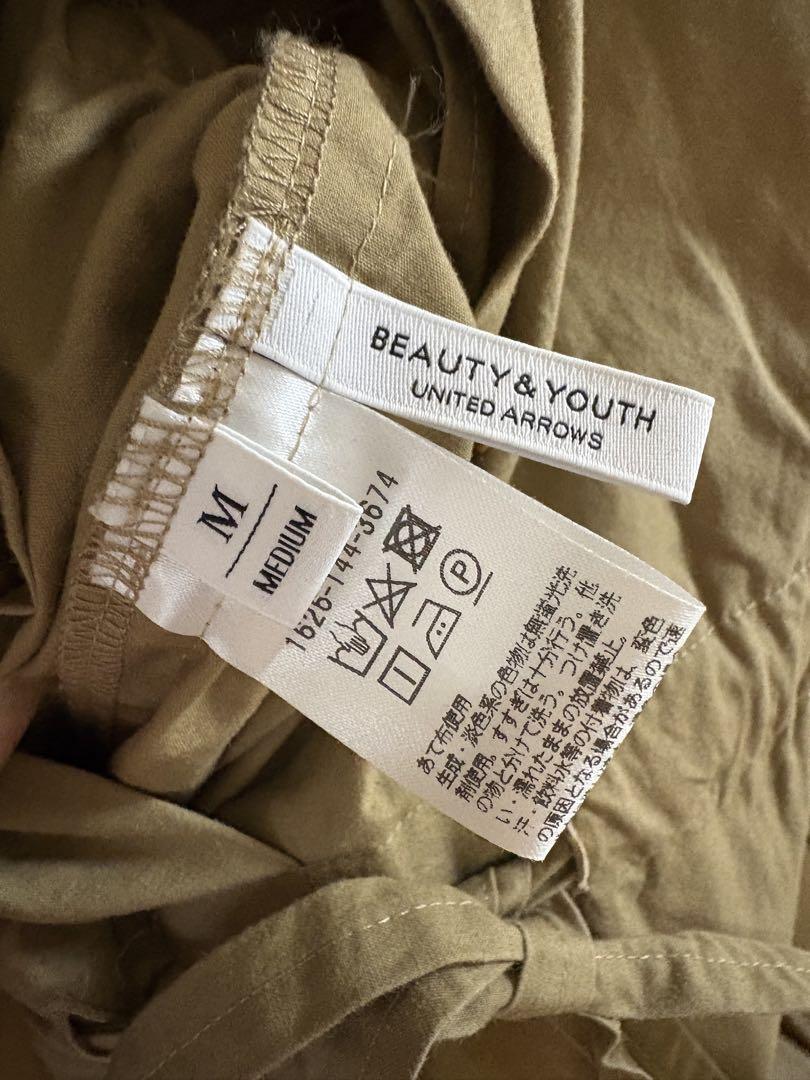 BEAUTY&YOUTH
UNITED ARROWS
M
MEDIUM
1626-144-3674
P
あて布使用
生成・淡色系の色物は無蛍光洗
剤使用。すすぎは十分行う。他
の物と分けて洗う。つけ置き洗
い・濡れたままの放置禁止。
汗・飲料水等の付着物は、変色
の原因となる場合があるので速